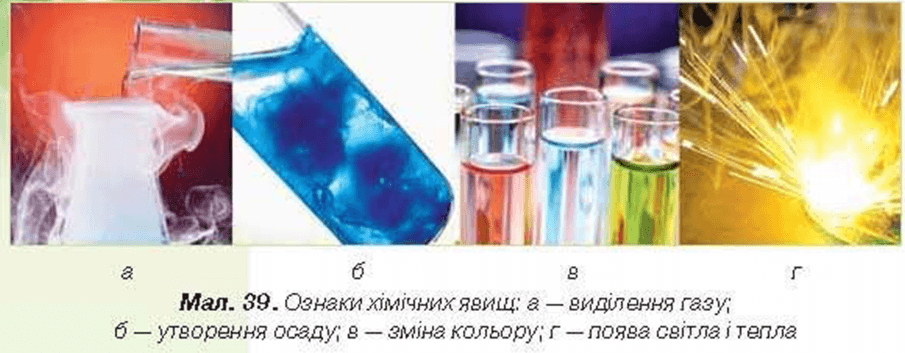 а
б
в
г
Мал. 39. Ознаки хімічних явищ: а — виділення газу;
б — утворення осаду; в — зміна кольору; г — поява світла і тепла